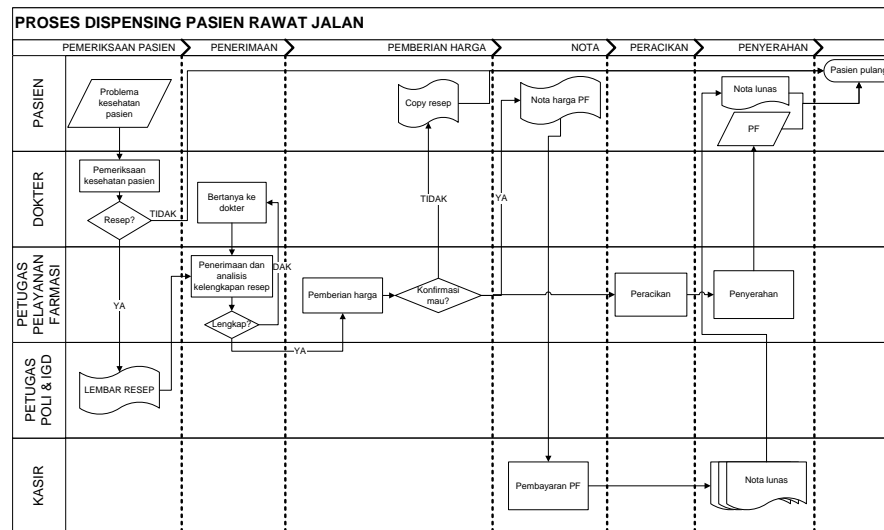 PROSES DISPENSING PASIEN RAWAT JALAN
PEMERIKSAAN PASIEN
PENERIMAAN
PEMBERIAN HARGA
NOTA
PERACIKAN
PENYERAHAN
PASIEN
Problema
kesehatan
pasien
Copy resep
Nota harga PF
Nota lunas
PF
Pasien pulang
DOKTER
Pemeriksaan
kesehatan pasien
Resep?
TIDAK
Bertanya ke
dokter
TIDAK
YA
PETUGAS
PELAYANAN
FARMASI
YA
Penerimaan dan
analisis
kelengkapan resep
DAK
Lengkap?
YA
Pemberian harga
Konfirmasi
mau?
Peracikan
Penyerahan
PETUGAS
POLI & IGD
LEMBAR RESEP
KASIR
Pembayaran PF
Nota lunas